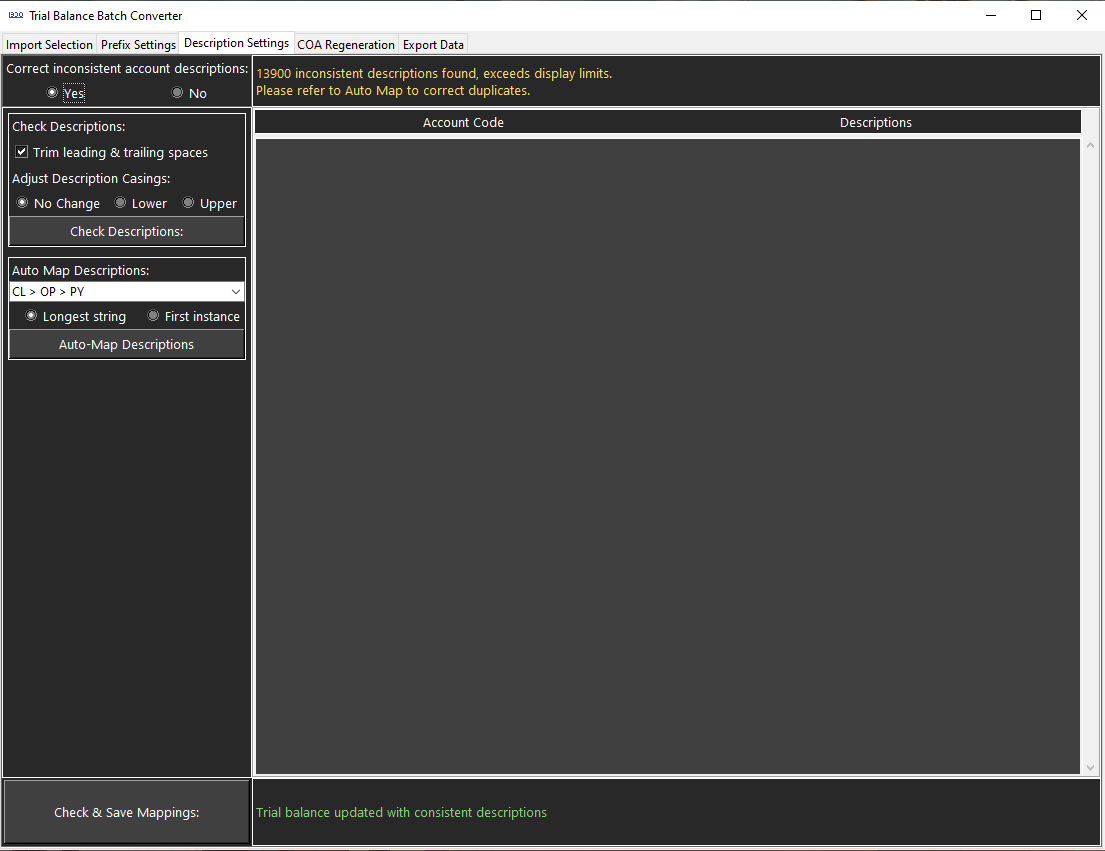 BDO Trial Balance Batch Converter
Import Selection Prefix Settings Description Settings COA Regeneration Export Data
Correct inconsistent account descriptions:
Yes No
13900 inconsistent descriptions found, exceeds display limits.
Please refer to Auto Map to correct duplicates.
Check Descriptions:
Trim leading & trailing spaces
Adjust Description Casings:
No Change Lower Upper
Check Descriptions:
Auto Map Descriptions:
CL > OP > PY
Longest string First instance
Auto-Map Descriptions
Account Code Descriptions
Check & Save Mappings:
Trial balance updated with consistent descriptions